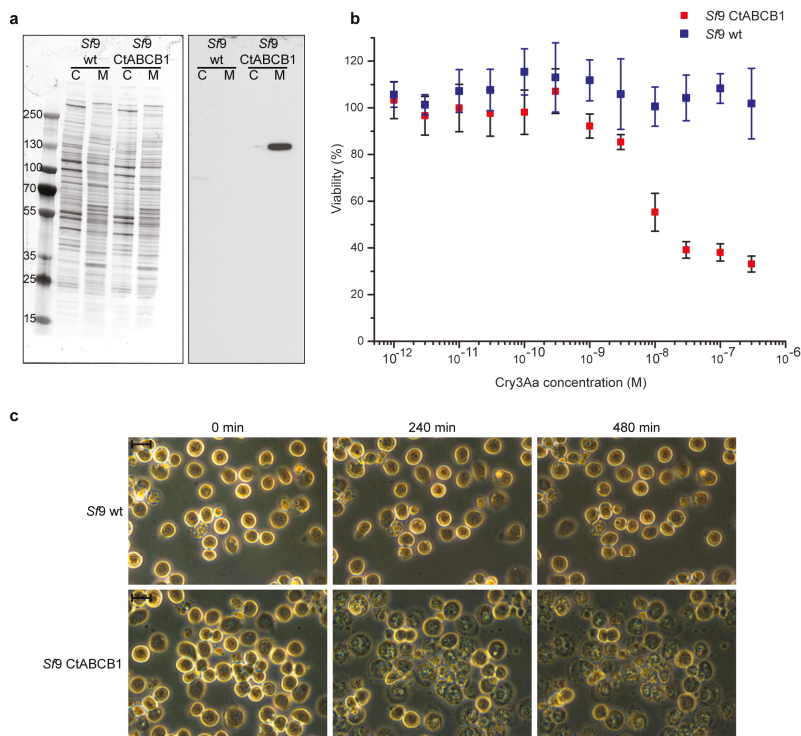 a
Sf9 wt
Sf9 CtABCB1
C M C M
Sf9 wt
Sf9 CtABCB1
C M C M
250
130
100
70
55
35
25
15
b
Sf9 CtABCB1
Sf9 wt
Viability (%)
120
100
80
60
40
20
0
10⁻¹² 10⁻¹¹ 10⁻¹⁰ 10⁻⁹ 10⁻⁸ 10⁻⁷ 10⁻⁶
Cry3Aa concentration (M)
c
0 min 240 min 480 min
Sf9 wt
Sf9 CtABCB1